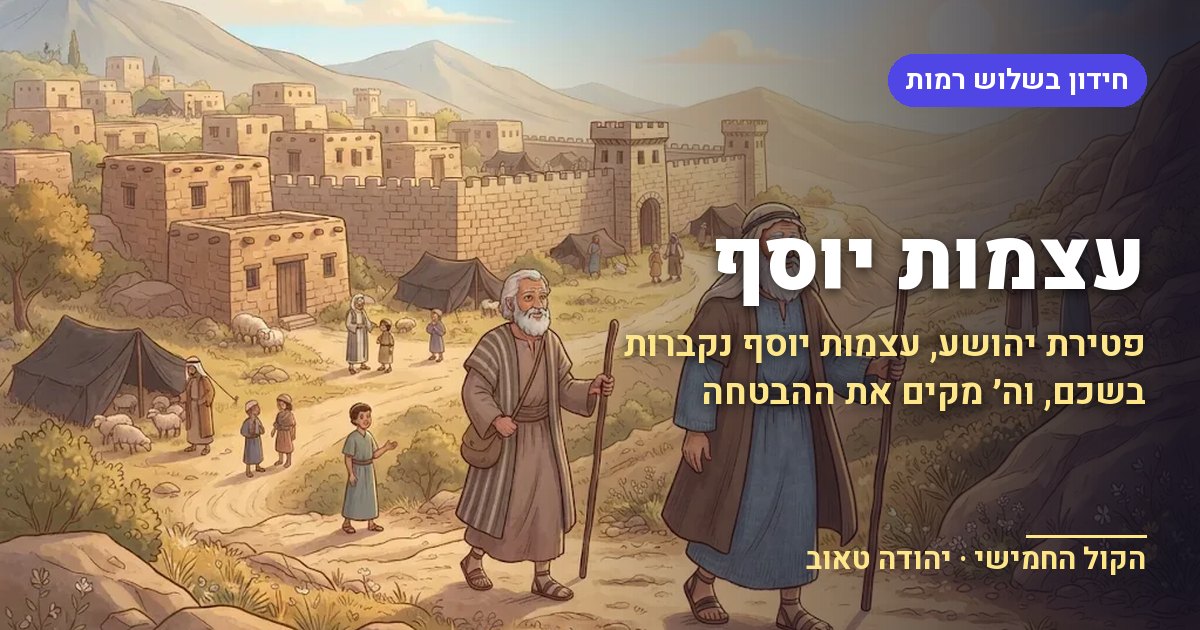 חידון בשלוש רמות
עצמות יוסף
פטירת יהושע, עצמות יוסף נקברות
בשכם, וה׳ מקים את ההבטחה
הקול החמישי · יהודה טאוב